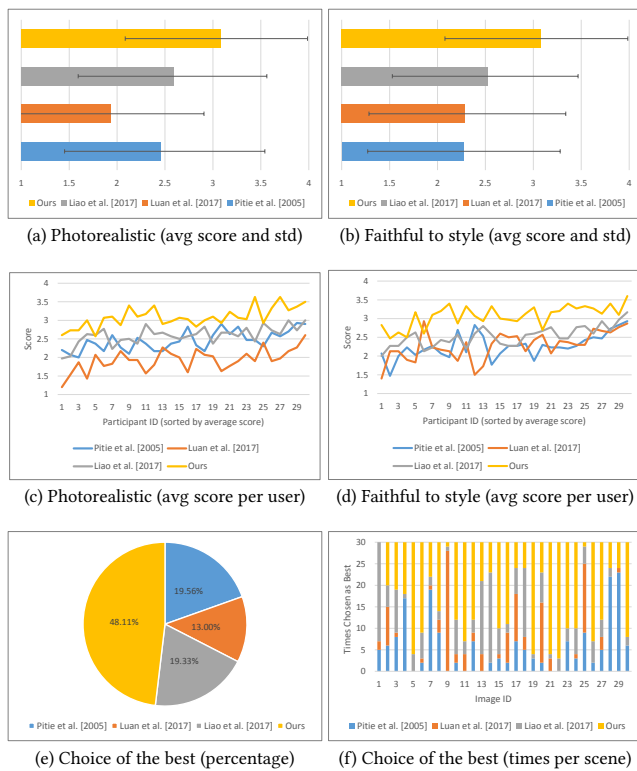 1 1.5 2 2.5 3 3.5 4
Ours Liao et al. [2017] Luan et al. [2017] Pitie et al. [2005]
(a) Photorealistic (avg score and std)
1 1.5 2 2.5 3 3.5 4
Ours Liao et al. [2017] Luan et al. [2017] Pitie et al. [2005]
(b) Faithful to style (avg score and std)
4
3.5
3
2.5
2
1.5
1
Score
1 3 5 7 9 11 13 15 17 19 21 23 25 27 29
Participant ID (sorted by average score)
Pitie et al. [2005] Luan et al. [2017]
Liao et al. [2017] Ours
(c) Photorealistic (avg score per user)
4
3.5
3
2.5
2
1.5
1
Score
1 3 5 7 9 11 13 15 17 19 21 23 25 27 29
Participant ID (sorted by average score)
Pitie et al. [2005] Luan et al. [2017]
Liao et al. [2017] Ours
(d) Faithful to style (avg score per user)
19.56%
48.11%
13.00%
19.33%
Pitie et al. [2005] Luan et al. [2017] Liao et al. [2017] Ours
(e) Choice of the best (percentage)
30
25
20
15
10
5
0
Times Chosen as Best
1 3 5 7 9 11 13 15 17 19 21 23 25 27 29
Image ID
Pitie et al. [2005] Luan et al. [2017] Liao et al. [2017] Ours
(f) Choice of the best (times per scene)